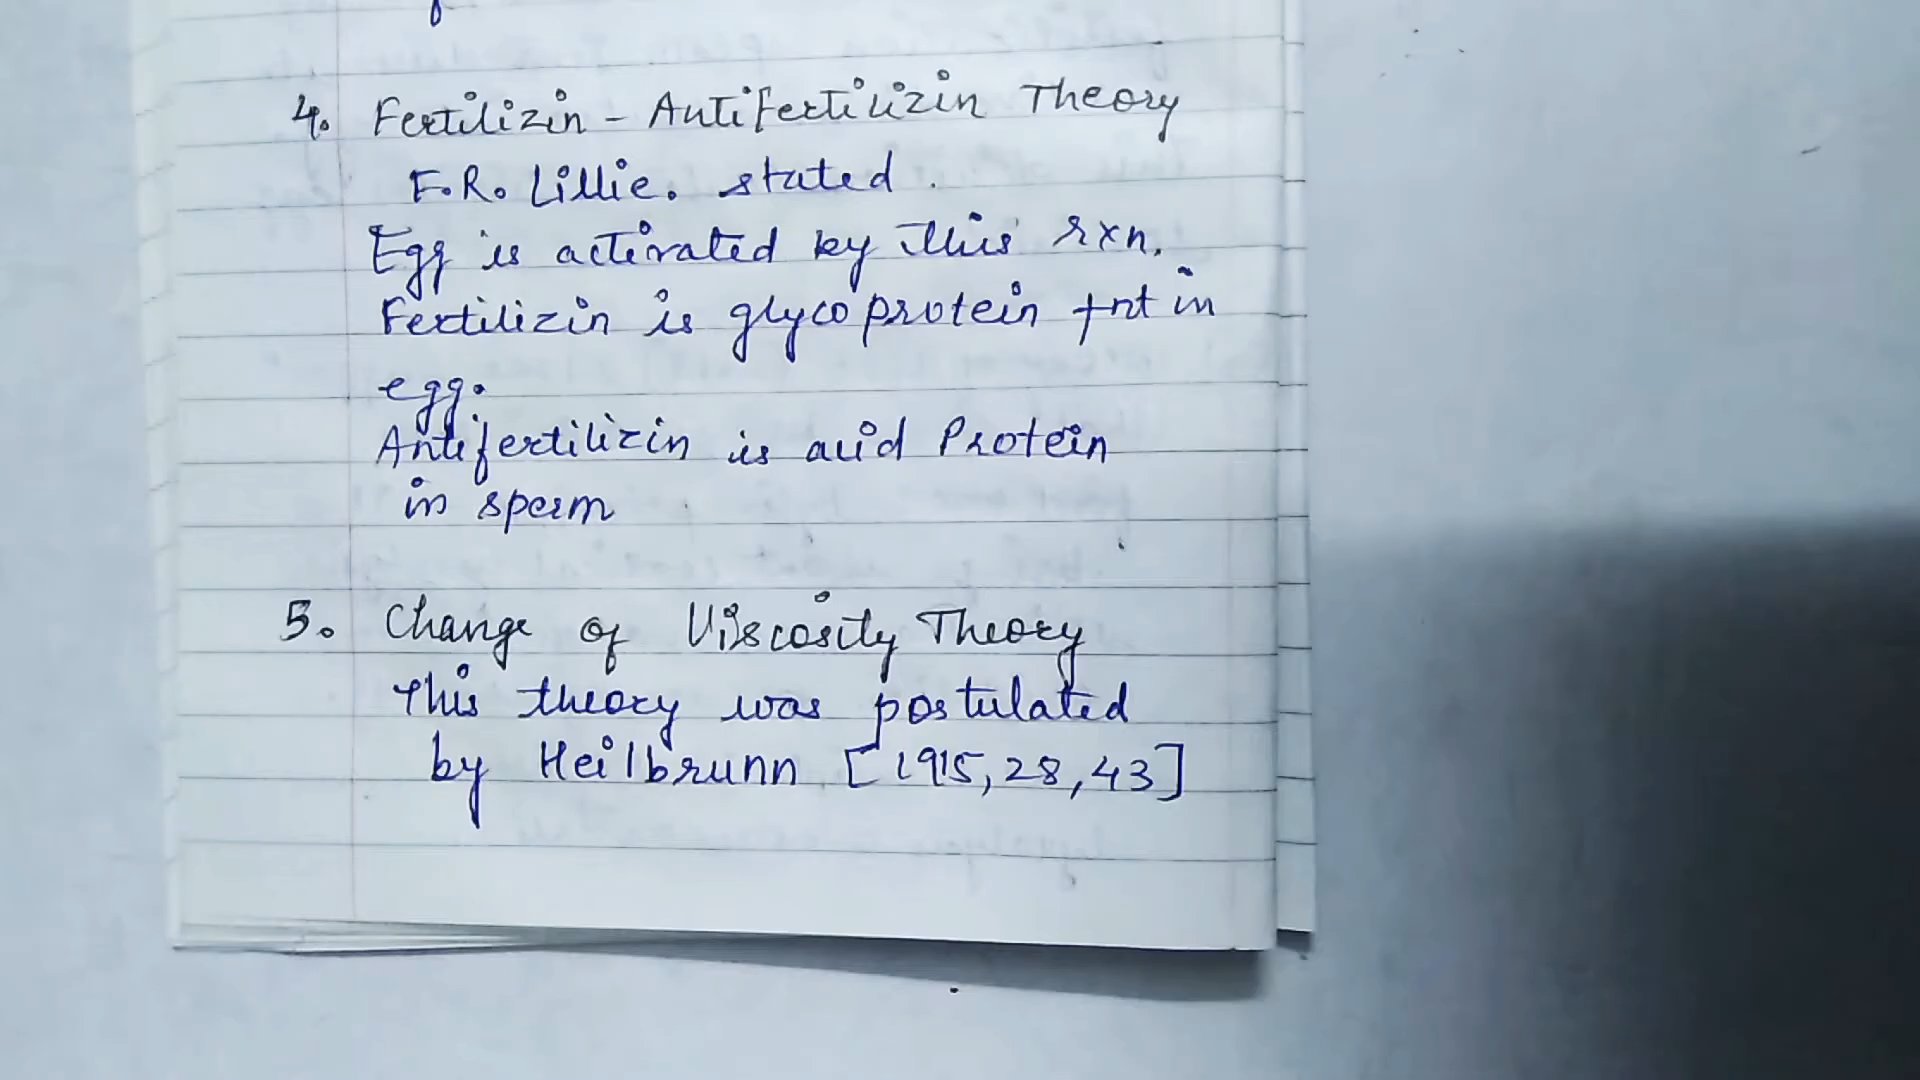 4. Fertilizin - Antifertilizin Theory
F.R. Lillie. stated.
Egg is activated by this rxn.
Fertilizin is glycoprotein +nt in
egg.
Antifertilizin is acid Protein
in sperm
5. Change of Viscosity Theory
This theory was postulated
by Heilbrunn [1915, 28, 43]